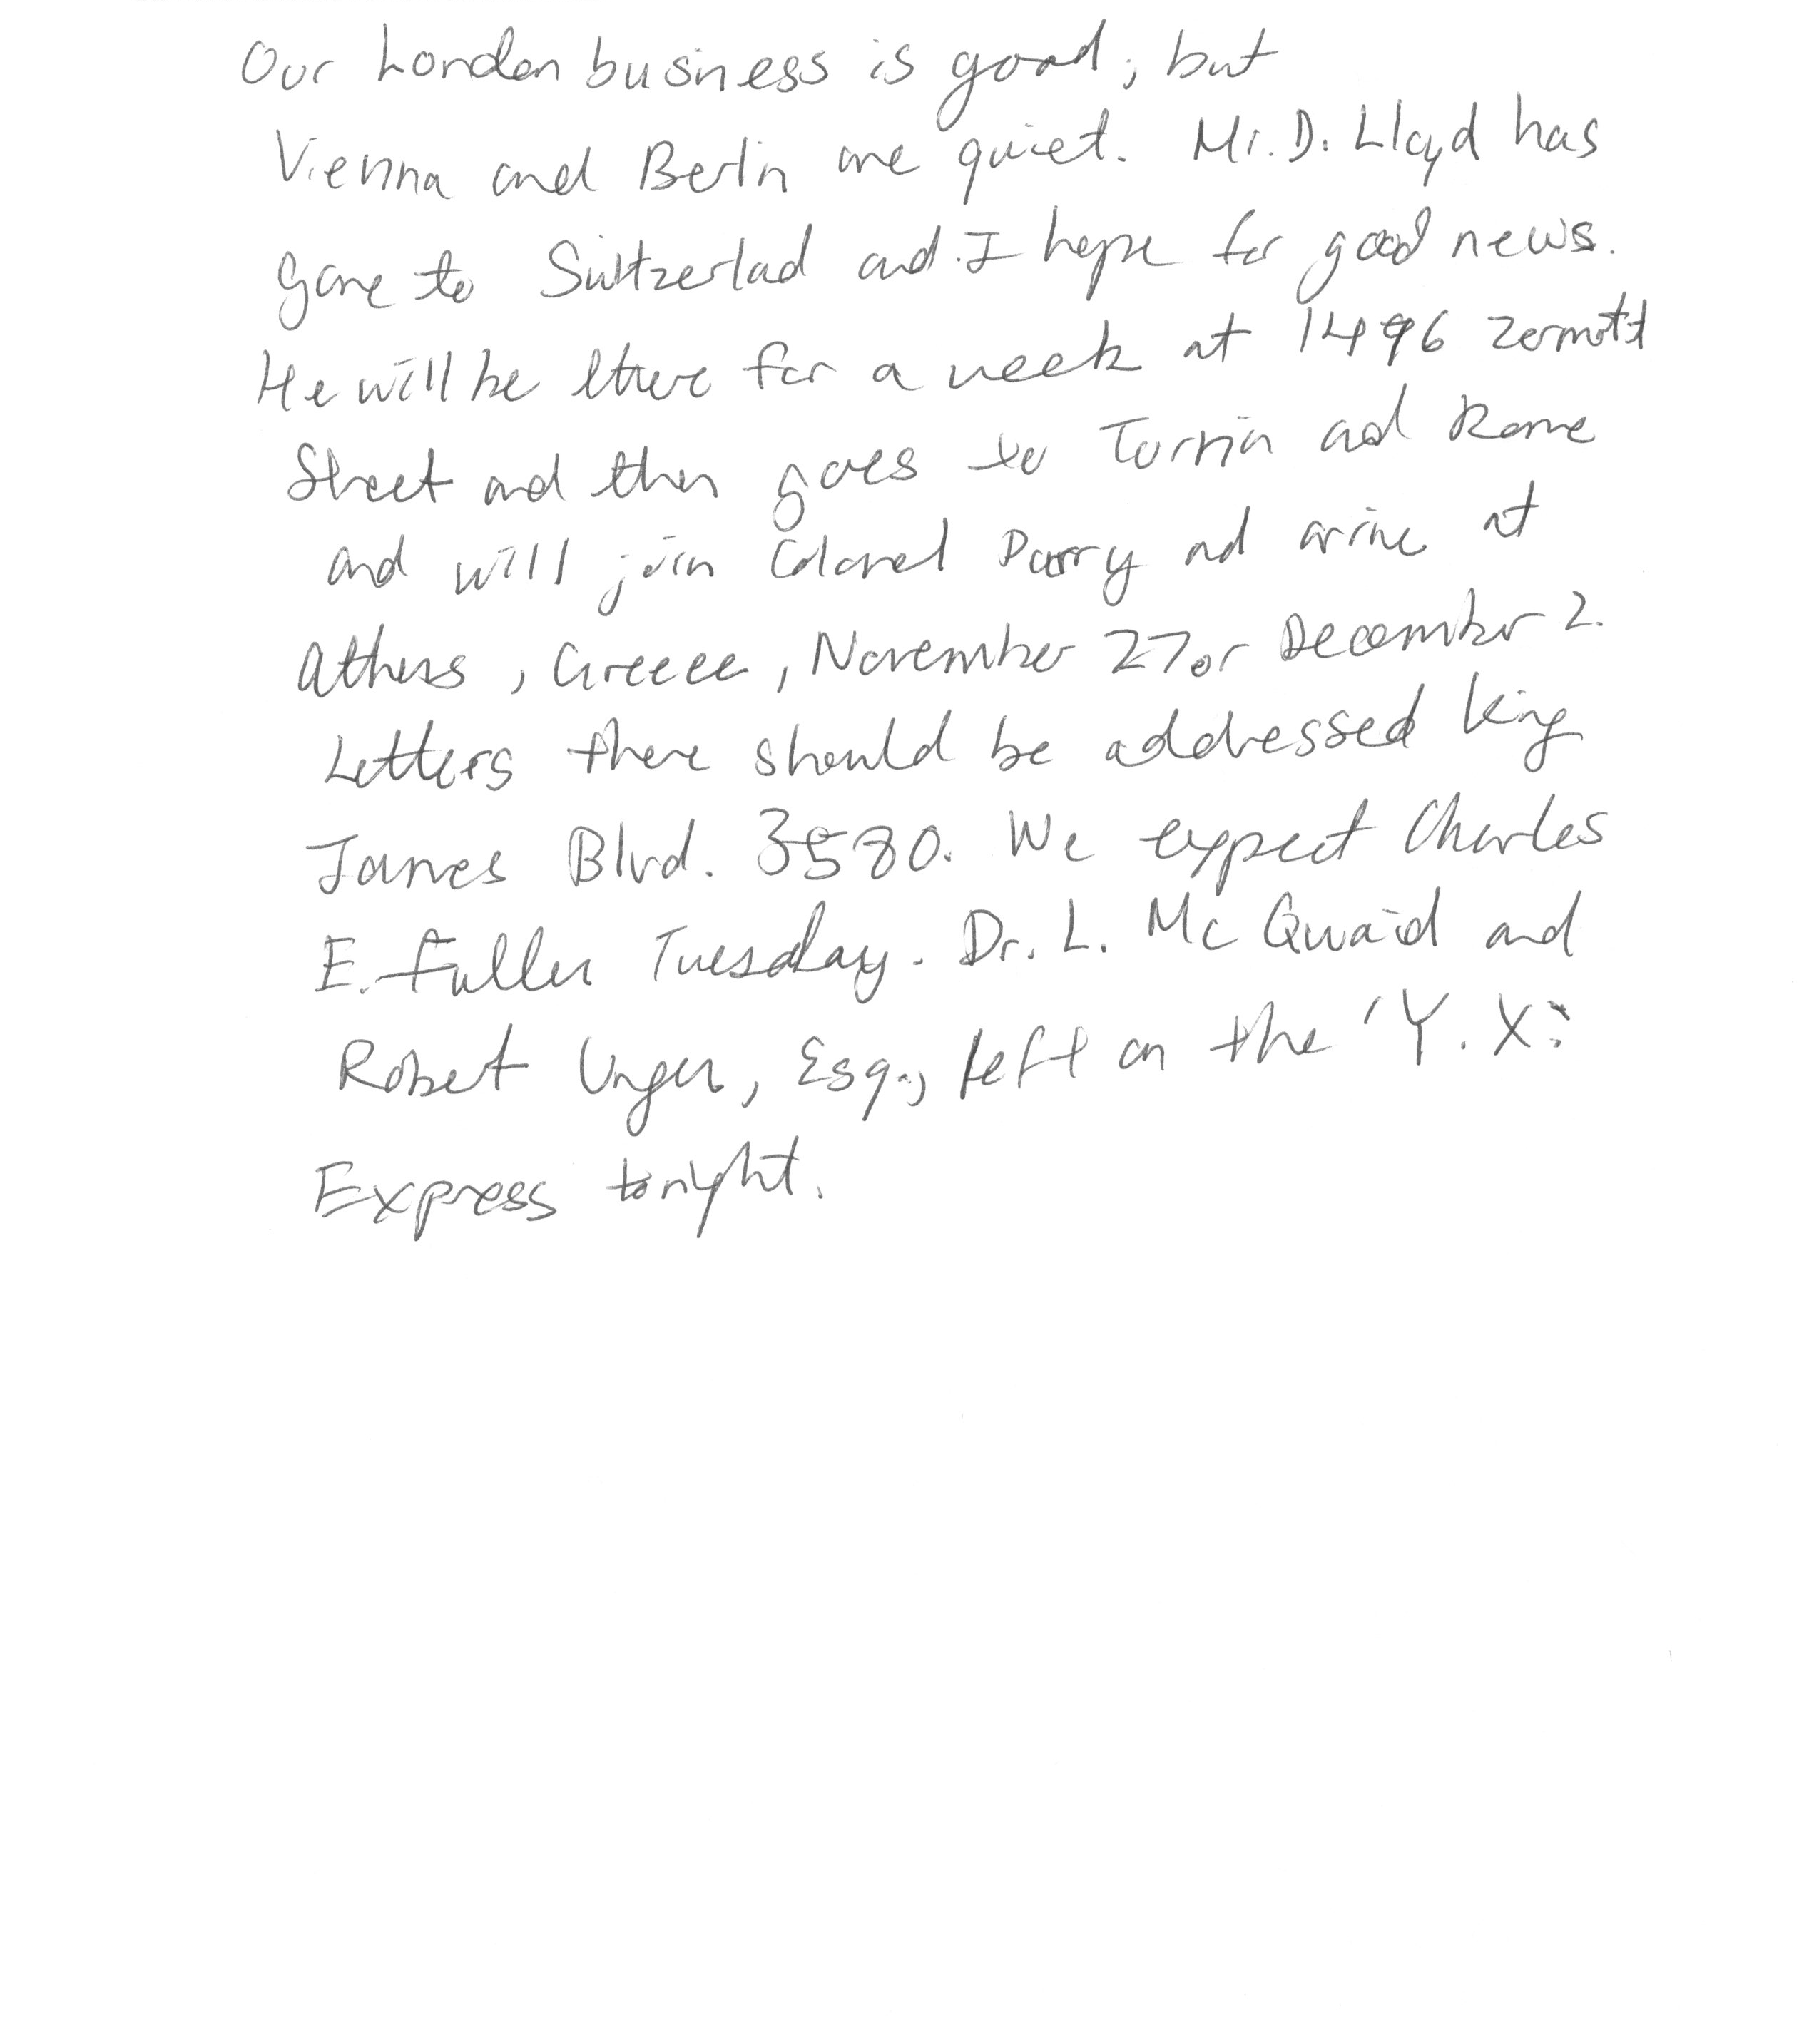 Our London business is good, but
Vienna and Berlin are quiet. Mr. D. Lloyd has
gone to Switzerlad and I hope for good news.
He will be there for a week at 1496 Zermott
Street and then goes to Turin and Rome
and will join Colonel Parry and arrive at
Athens, Greece, November 27 or December 2.
Letters there should be addressed King
James Blvd. 3580. We expect Charles
E. Fuller Tuesday. Dr. L. McQuaid and
Robert Unger, Esq., left on the 'Y. X.'
Express tonight.